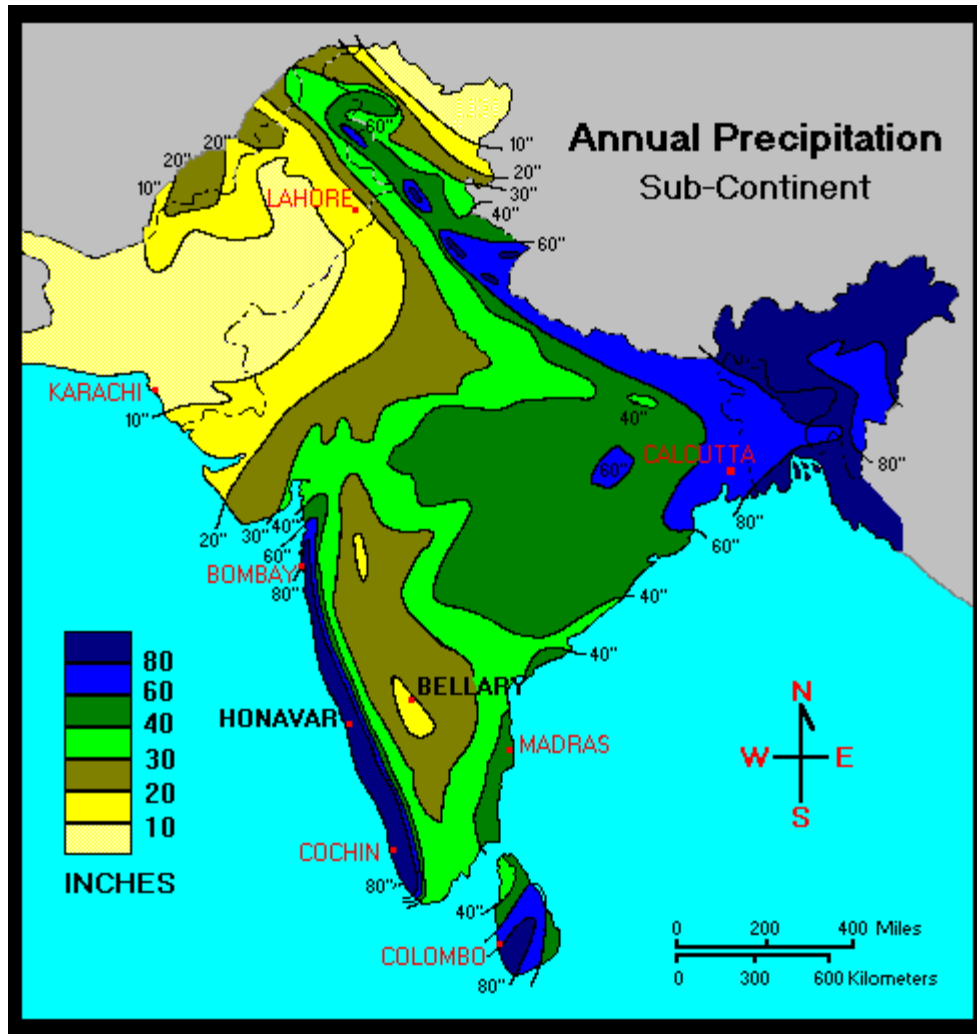 Annual Precipitation
Sub-Continent
60"
20"
20"
10"
10"
20"
30"
40"
LAHORE
60"
KARACHI
10"
40"
60"
CALCUTTA
80"
20"
30"
40"
60"
80"
80"
60"
BOMBAY
40"
40"
80
60
40
30
20
10
INCHES
BELLARY
HONAVAR
MADRAS
N
W E
S
COCHIN
80"
40"
COLOMBO
80"
0 200 400 Miles
0 300 600 Kilometers